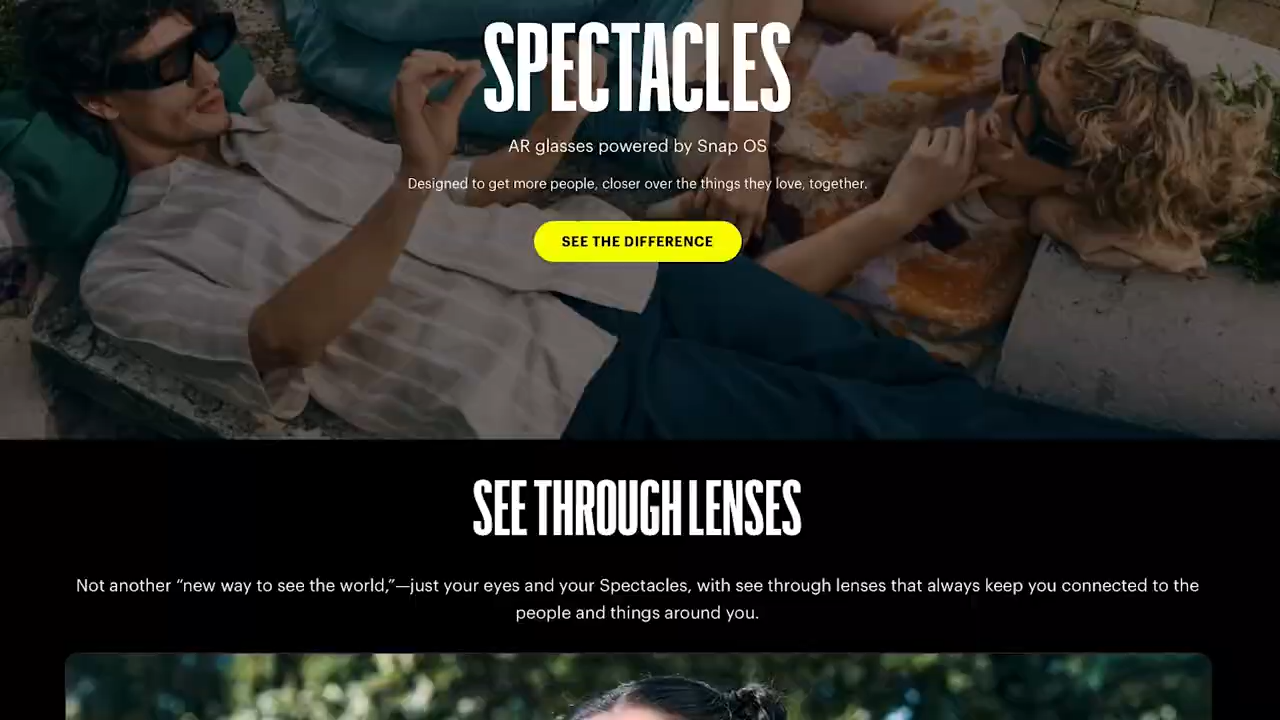 SPECTACLES
AR glasses powered by Snap OS
Designed to get more people, closer over the things they love, together.
SEE THE DIFFERENCE
SEE THROUGH LENSES
Not another “new way to see the world,”—just your eyes and your Spectacles, with see through lenses that always keep you connected to the
people and things around you.